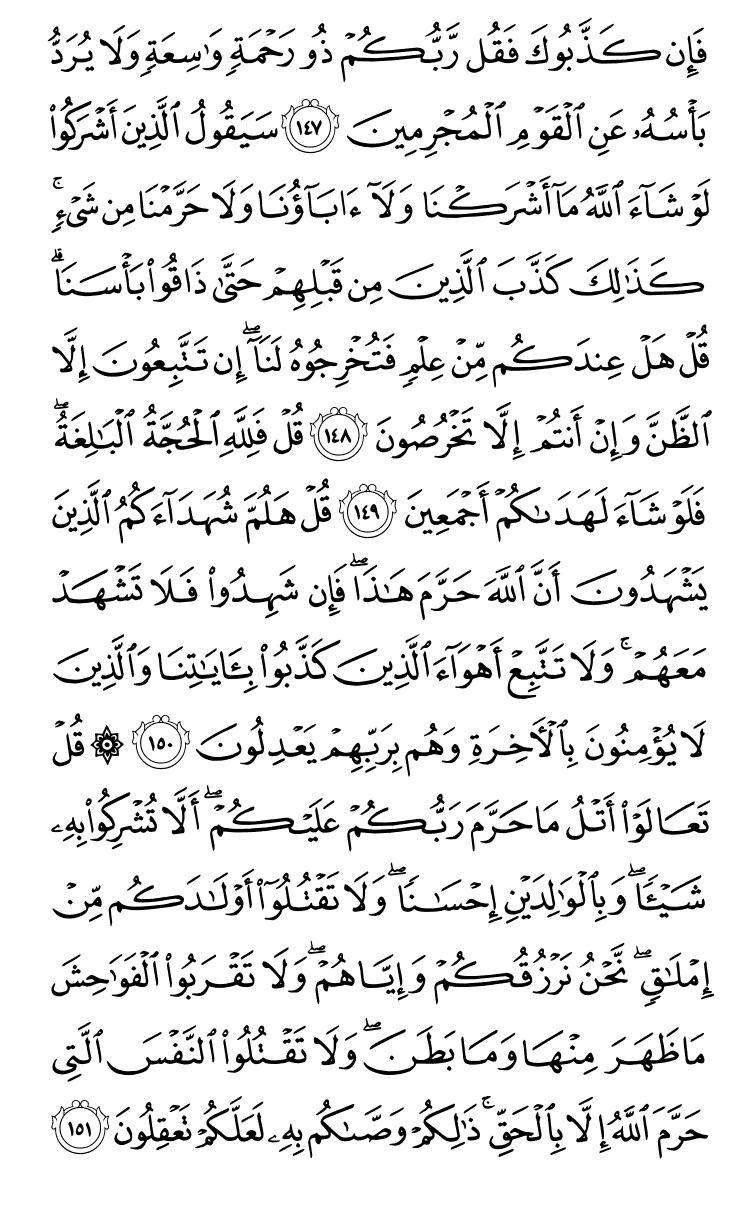 فَإِن كَذَّبُوكَ فَقُل رَّبُّكُمْ ذُو رَحْمَةٍ وَٰسِعَةٍ وَلَا يُرَدُّ
بَأْسُهُۥ عَنِ ٱلْقَوْمِ ٱلْمُجْرِمِينَ ١٤٧ سَيَقُولُ ٱلَّذِينَ أَشْرَكُوا۟
لَوْ شَآءَ ٱللَّهُ مَآ أَشْرَكْنَا وَلَآ ءَابَآؤُنَا وَلَا حَرَّمْنَا مِن شَىْءٍ ۚ
كَذَٰلِكَ كَذَّبَ ٱلَّذِينَ مِن قَبْلِهِمْ حَتَّىٰ ذَاقُوا۟ بَأْسَنَا ۗ
قُلْ هَلْ عِندَكُم مِّنْ عِلْمٍ فَتُخْرِجُوهُ لَنَآ ۖ إِن تَتَّبِعُونَ إِلَّا
ٱلظَّنَّ وَإِنْ أَنتُمْ إِلَّا تَخْرُصُونَ ١٤٨ قُلْ فَلِلَّهِ ٱلْحُجَّةُ ٱلْبَٰلِغَةُ ۖ
فَلَوْ شَآءَ لَهَدَىٰكُمْ أَجْمَعِينَ ١٤٩ قُلْ هَلُمَّ شُهَدَآءَكُمُ ٱلَّذِينَ
يَشْهَدُونَ أَنَّ ٱللَّهَ حَرَّمَ هَٰذَا ۖ فَإِن شَهِدُوا۟ فَلَا تَشْهَدْ
مَعَهُمْ ۚ وَلَا تَتَّبِعْ أَهْوَآءَ ٱلَّذِينَ كَذَّبُوا۟ بِـَٔايَٰتِنَا وَٱلَّذِينَ
لَا يُؤْمِنُونَ بِٱلْـَٔاخِرَةِ وَهُم بِرَبِّهِمْ يَعْدِلُونَ ١٥٠ ۞ قُلْ
تَعَالَوْا۟ أَتْلُ مَا حَرَّمَ رَبُّكُمْ عَلَيْكُمْ ۖ أَلَّا تُشْرِكُوا۟ بِهِۦ
شَيْـًٔا ۖ وَبِٱلْوَٰلِدَيْنِ إِحْسَٰنًا ۖ وَلَا تَقْتُلُوٓا۟ أَوْلَٰدَكُم مِّنْ
إِمْلَٰقٍ ۖ نَّحْنُ نَرْزُقُكُمْ وَإِيَّاهُمْ ۖ وَلَا تَقْرَبُوا۟ ٱلْفَوَٰحِشَ
مَا ظَهَرَ مِنْهَا وَمَا بَطَنَ ۖ وَلَا تَقْتُلُوا۟ ٱلنَّفْسَ ٱلَّتِى
حَرَّمَ ٱللَّهُ إِلَّا بِٱلْحَقِّ ۚ ذَٰلِكُمْ وَصَّىٰكُم بِهِۦ لَعَلَّكُمْ تَعْقِلُونَ ١٥١